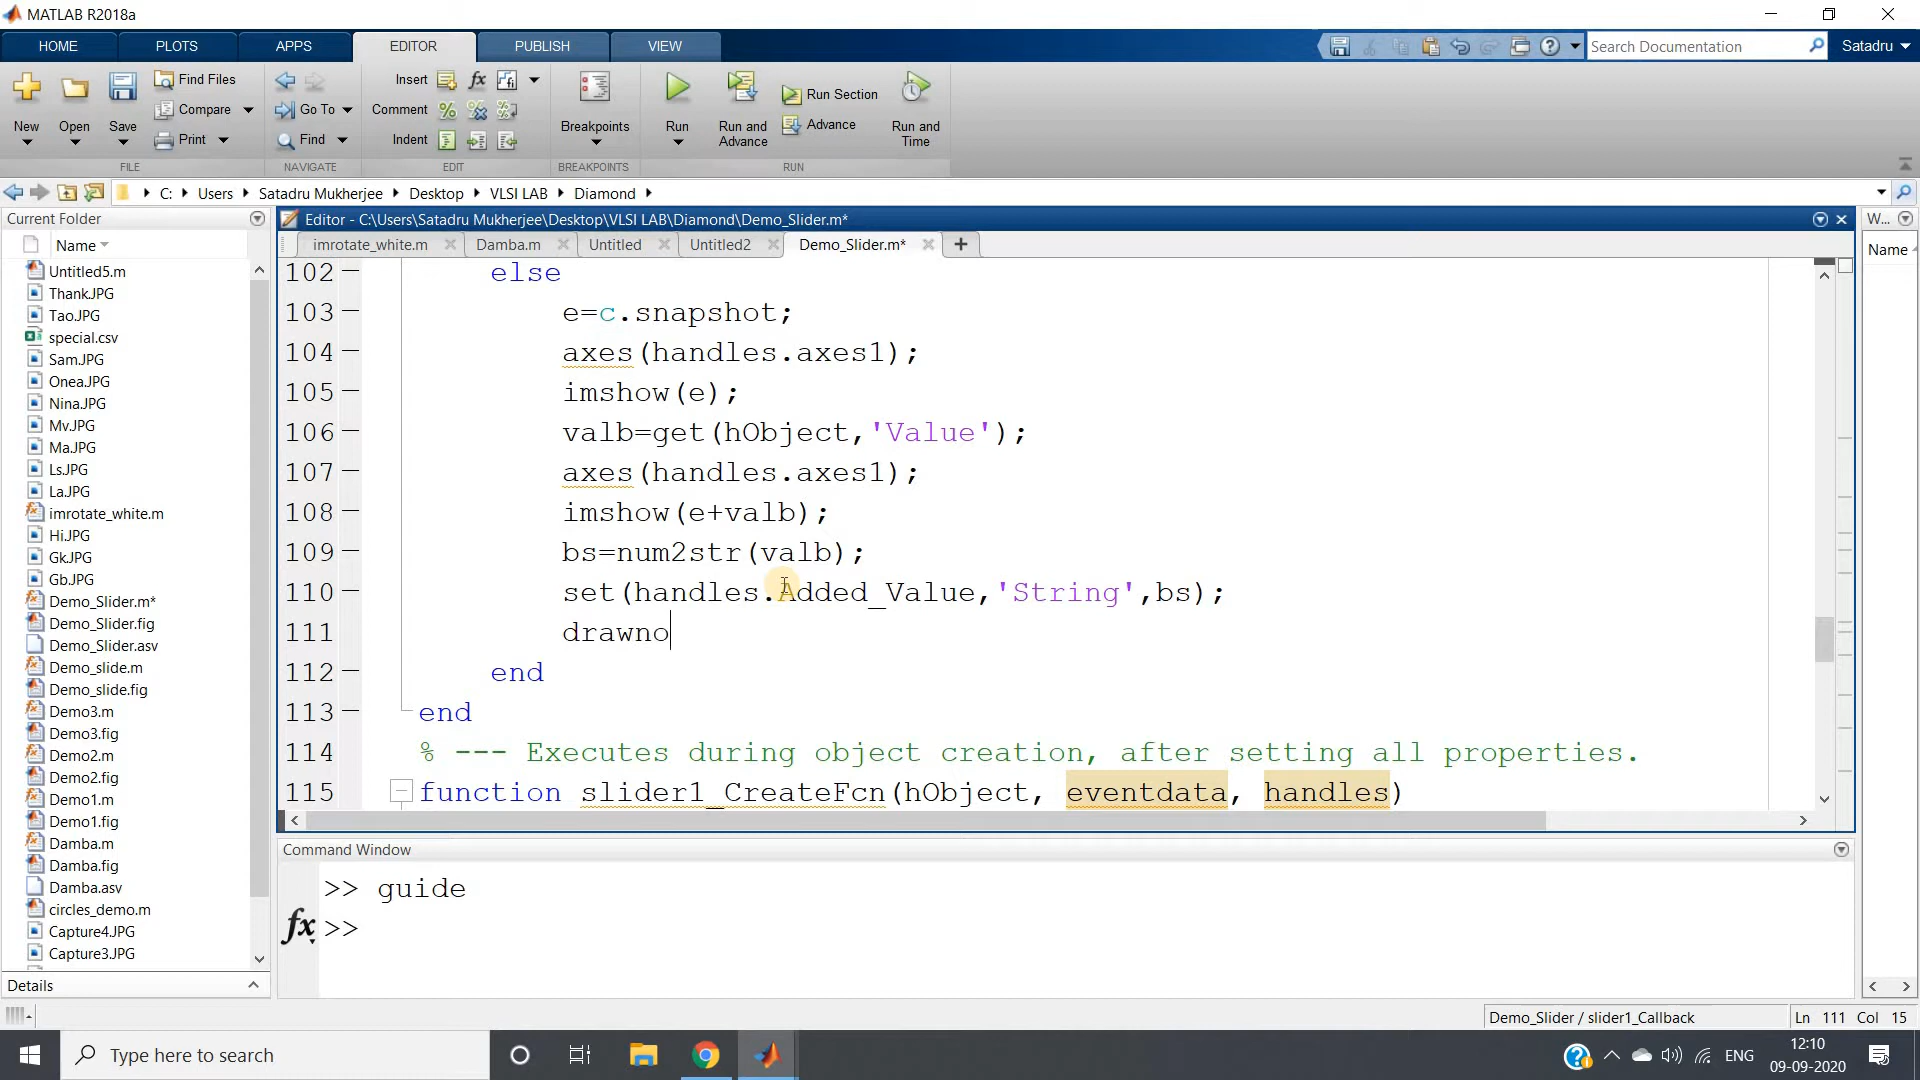 MATLAB R2018a
HOME PLOTS APPS EDITOR PUBLISH VIEW
Search Documentation Satadru
New Open Save Find Files Compare Print Go To Find Insert Comment Indent Breakpoints Run Run and Advance Run Section Advance Run and Time
FILE NAVIGATE EDIT BREAKPOINTS RUN
C: Users Satadru Mukherjee Desktop VLSI LAB Diamond
Current Folder
Name
Untitled5.m
Thank.JPG
Tao.JPG
special.csv
Sam.JPG
Onea.JPG
Nina.JPG
Mv.JPG
Ma.JPG
Ls.JPG
La.JPG
imrotate_white.m
Hi.JPG
Gk.JPG
Gb.JPG
Demo_Slider.m*
Demo_Slider.fig
Demo_Slider.asv
Demo_slide.m
Demo_slide.fig
Demo3.m
Demo3.fig
Demo2.m
Demo2.fig
Demo1.m
Demo1.fig
Damba.m
Damba.fig
Damba.asv
circles_demo.m
Capture4.JPG
Capture3.JPG
Details
Editor - C:\Users\Satadru Mukherjee\Desktop\VLSI LAB\Diamond\Demo_Slider.m*
imrotate_white.m Damba.m Untitled Untitled2 Demo_Slider.m*
102 else
103 e=c.snapshot;
104 axes(handles.axes1);
105 imshow(e);
106 valb=get(hObject,'Value');
107 axes(handles.axes1);
108 imshow(e+valb);
109 bs=num2str(valb);
110 set(handles.Added_Value,'String',bs);
111 drawno
112 end
113 end
114 % --- Executes during object creation, after setting all properties.
115 function slider1_CreateFcn(hObject, eventdata, handles)
W...
Name
Command Window
>> guide
fx >>
Demo_Slider / slider1_Callback Ln 111 Col 15
Type here to search
ENG
12:10
09-09-2020